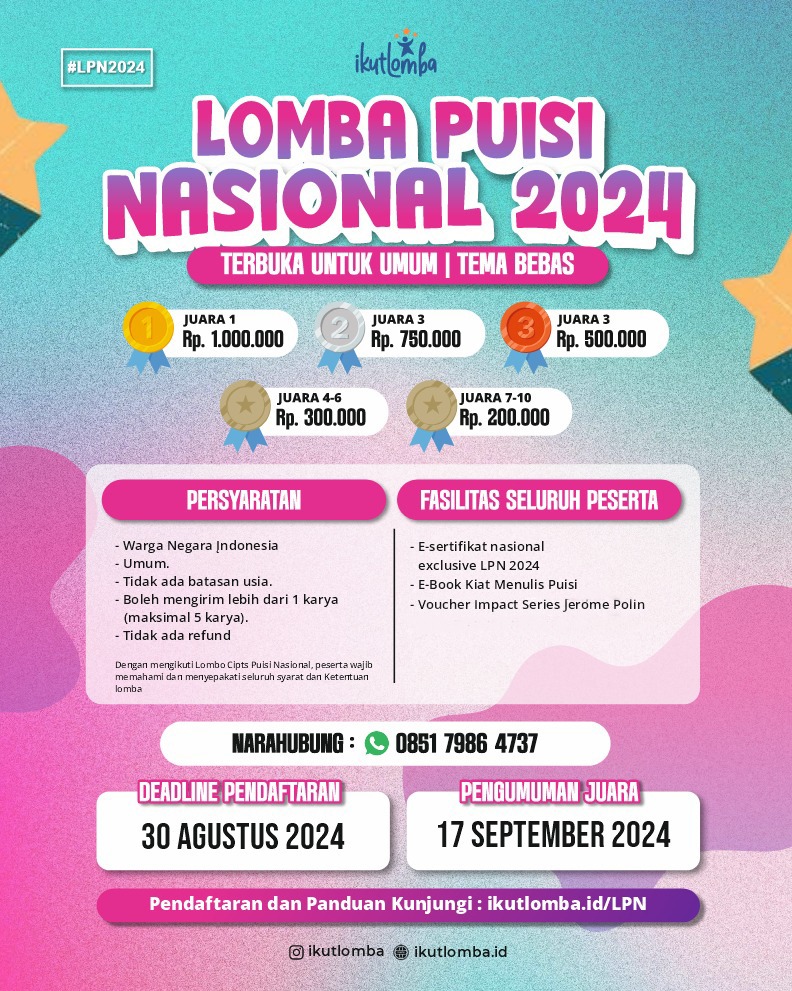 #LPN2024
ikutlomba
LOMBA PUISI
NASIONAL 2024
TERBUKA UNTUK UMUM | TEMA BEBAS
1
JUARA 1
Rp. 1.000.000
2
JUARA 3
Rp. 750.000
3
JUARA 3
Rp. 500.000
JUARA 4-6
Rp. 300.000
JUARA 7-10
Rp. 200.000
PERSYARATAN
- Warga Negara Indonesia
- Umum.
- Tidak ada batasan usia.
- Boleh mengirim lebih dari 1 karya
(maksimal 5 karya).
- Tidak ada refund
Dengan mengikuti Lombo Cipts Puisi Nasional, peserta wajib
memahami dan menyepakati seluruh syarat dan Ketentuan
lomba
FASILITAS SELURUH PESERTA
- E-sertifikat nasional
exclusive LPN 2024
- E-Book Kiat Menulis Puisi
- Voucher Impact Series Jerome Polin
NARAHUBUNG : 0851 7986 4737
DEADLINE PENDAFTARAN
30 AGUSTUS 2024
PENGUMUMAN JUARA
17 SEPTEMBER 2024
Pendaftaran dan Panduan Kunjungi : ikutlomba.id/LPN
ikutlomba ikutlomba.id